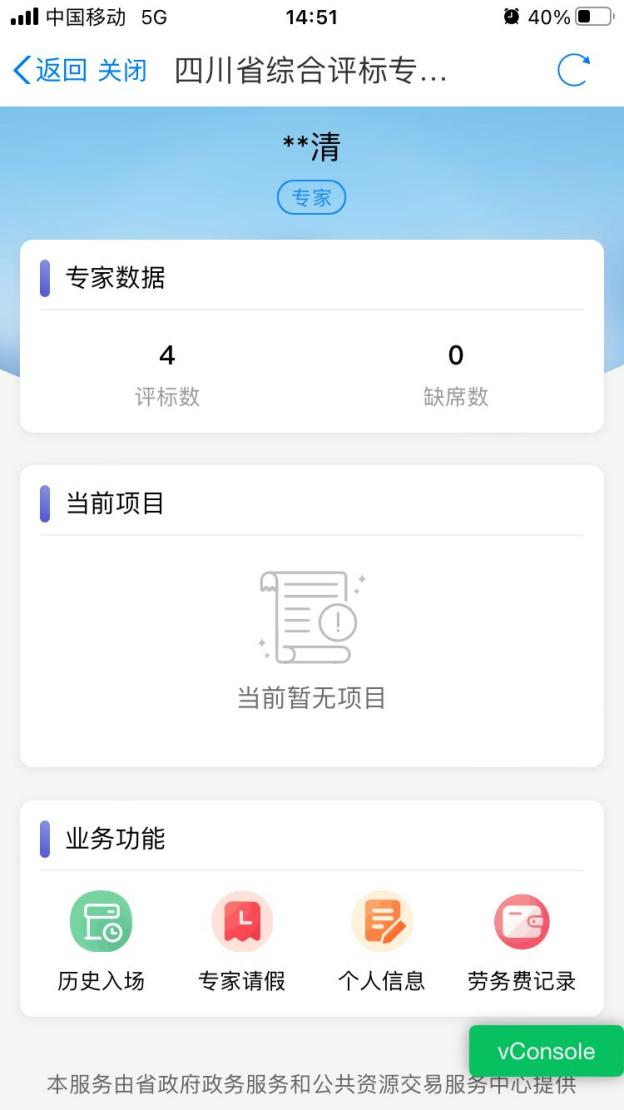 中国移动 5G 14:51 40%
返回 关闭 四川省综合评标专...
**清
专家
专家数据
4 0
评标数 缺席数
当前项目
当前暂无项目
业务功能
历史入场 专家请假 个人信息 劳务费记录
vConsole
本服务由省政府政务服务和公共资源交易服务中心提供